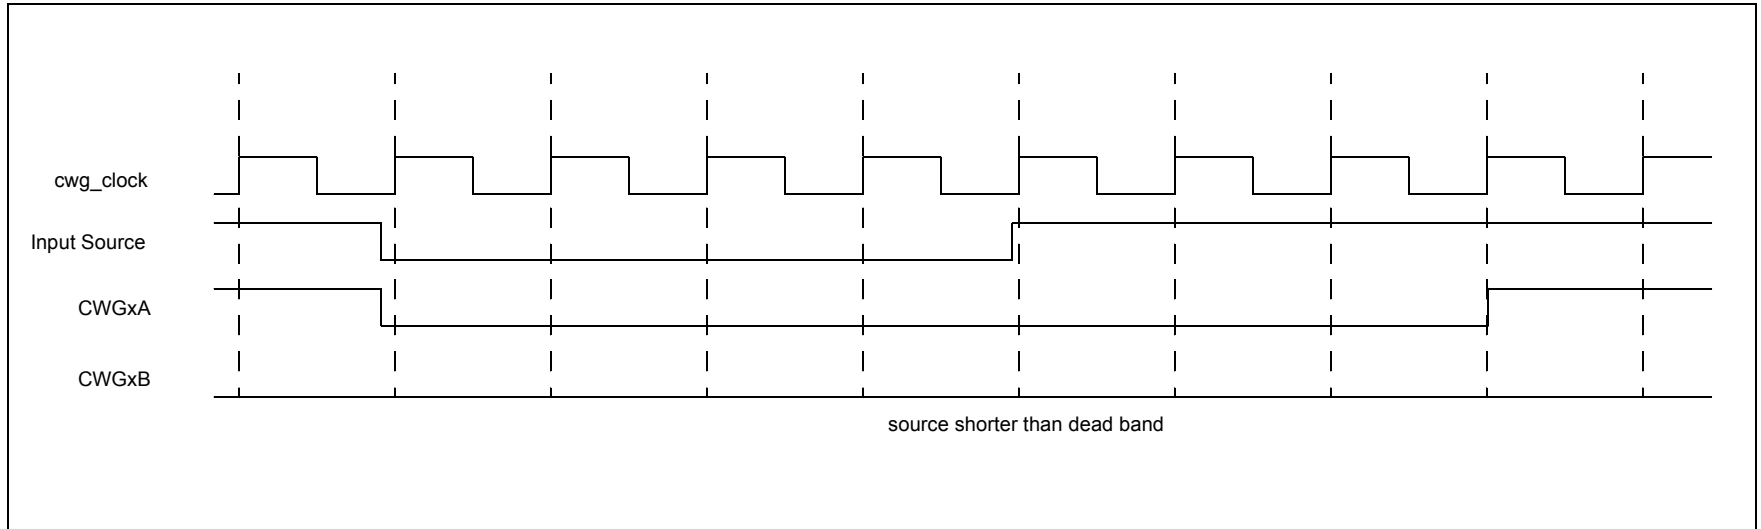 cwg_clock
Input Source
CWGxA
CWGxB
source shorter than dead band